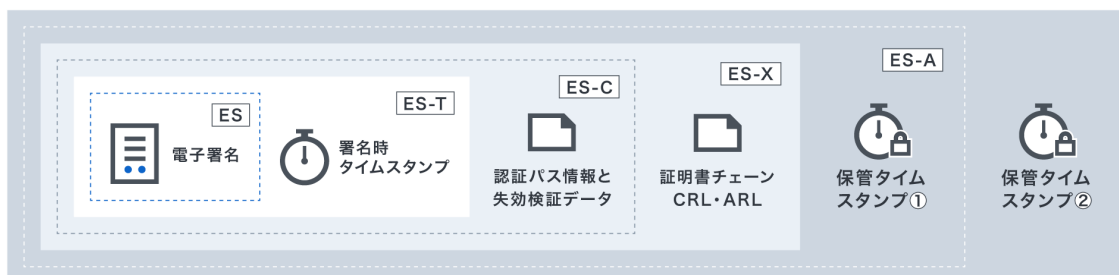 ES
電子署名
ES-T
署名時
タイムスタンプ
ES-C
認証パス情報と
失効検証データ
ES-X
証明書チェーン
CRL・ARL
ES-A
保管タイム
スタンプ①
保管タイム
スタンプ②